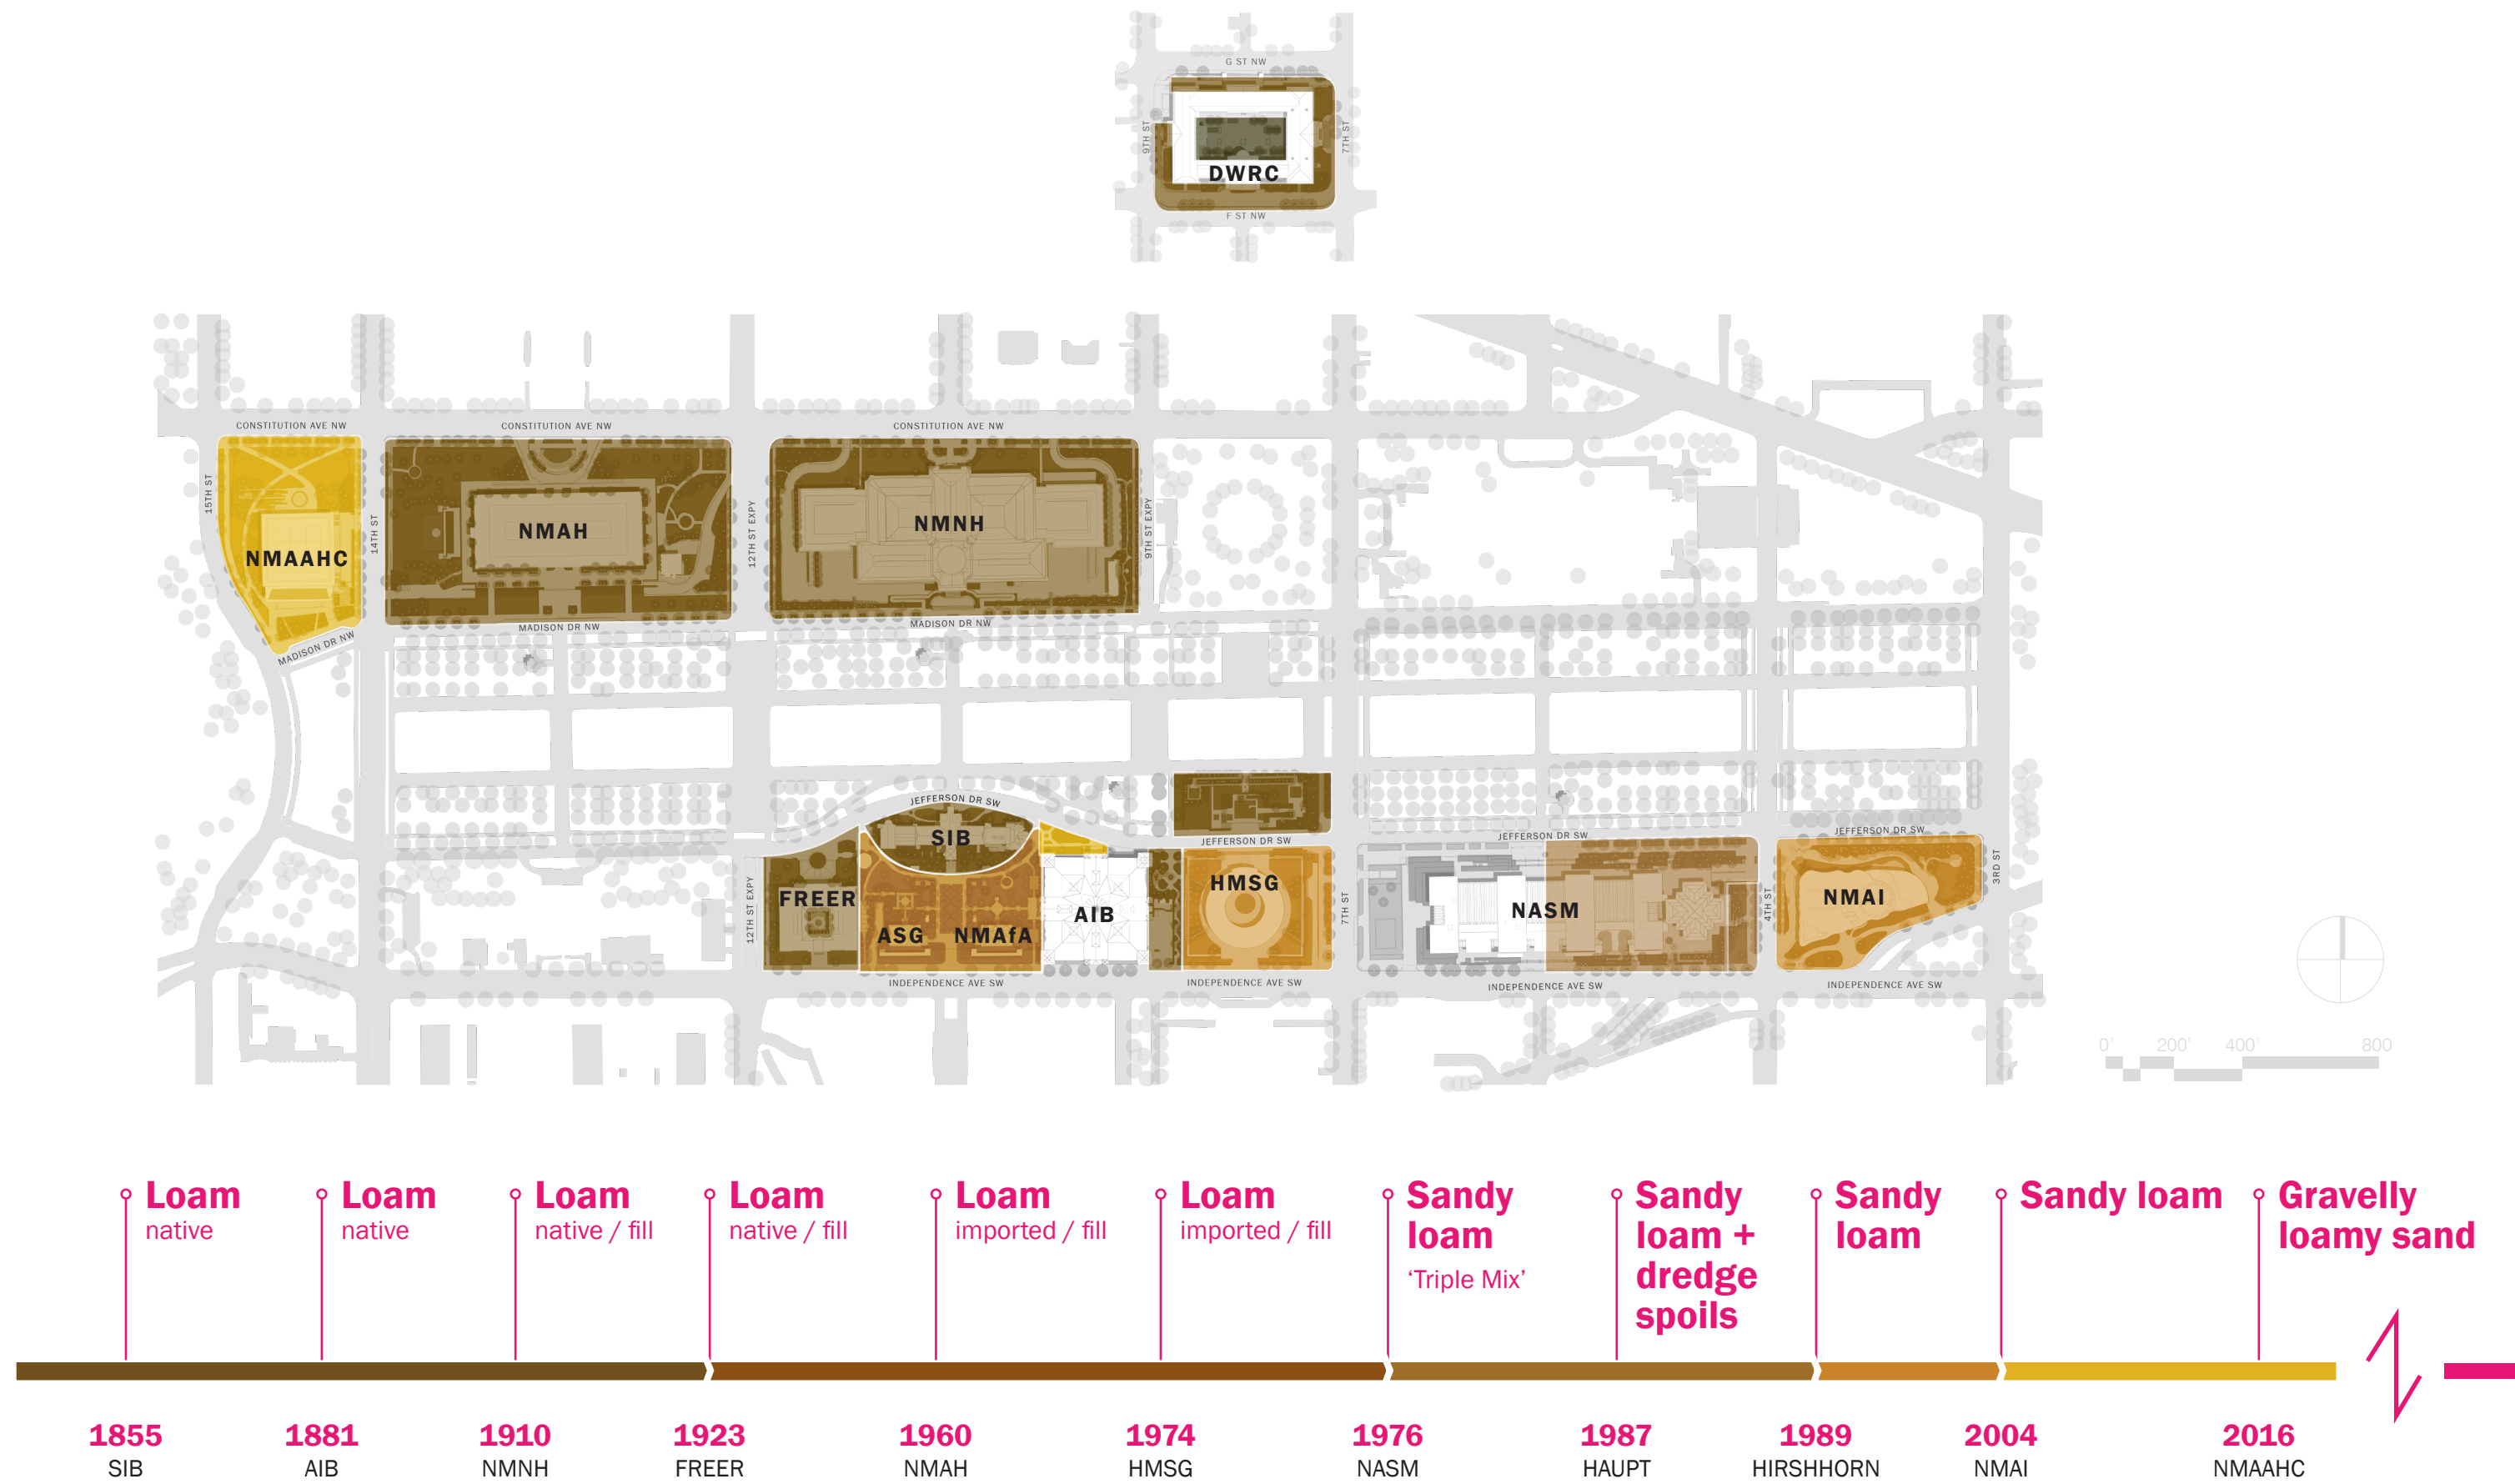 G ST NW
9TH ST
7TH ST
DWRC
F ST NW
CONSTITUTION AVE NW
CONSTITUTION AVE NW
CONSTITUTION AVE NW
15TH ST
NMAAHC
14TH ST
NMAH
12TH ST EXPY
NMNH
9TH ST EXPY
MADISON DR NW
MADISON DR NW
MADISON DR NW
JEFFERSON DR SW
SIB
JEFFERSON DR SW
JEFFERSON DR SW
JEFFERSON DR SW
12TH ST EXPY
FREER
ASG
NMAfA
AIB
HMSG
7TH ST
NASM
4TH ST
NMAI
3RD ST
INDEPENDENCE AVE SW
INDEPENDENCE AVE SW
INDEPENDENCE AVE SW
INDEPENDENCE AVE SW
0' 200' 400' 800
Loam
native
Loam
native
Loam
native / fill
Loam
native / fill
Loam
imported / fill
Loam
imported / fill
Sandy
loam
‘Triple Mix’
Sandy
loam +
dredge
spoils
Sandy
loam
Sandy loam
Gravelly
loamy sand
1855
SIB
1881
AIB
1910
NMNH
1923
FREER
1960
NMAH
1974
HMSG
1976
NASM
1987
HAUPT
1989
HIRSHHORN
2004
NMAI
2016
NMAAHC